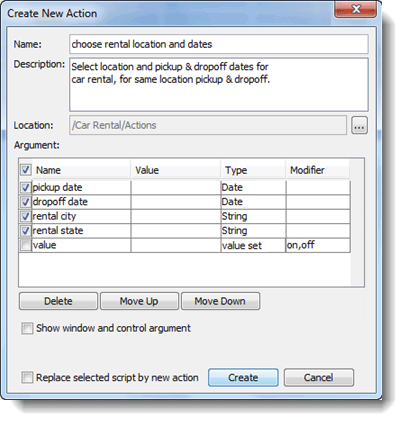 Create New Action
Name: choose rental location and dates
Description: Select location and pickup & dropoff dates for
car rental, for same location pickup & dropoff.
Location: /Car Rental/Actions ...
Argument:
Name Value Type Modifier
pickup date Date
dropoff date Date
rental city String
rental state String
value value set on,off
Delete Move Up Move Down
Show window and control argument
Replace selected script by new action Create Cancel